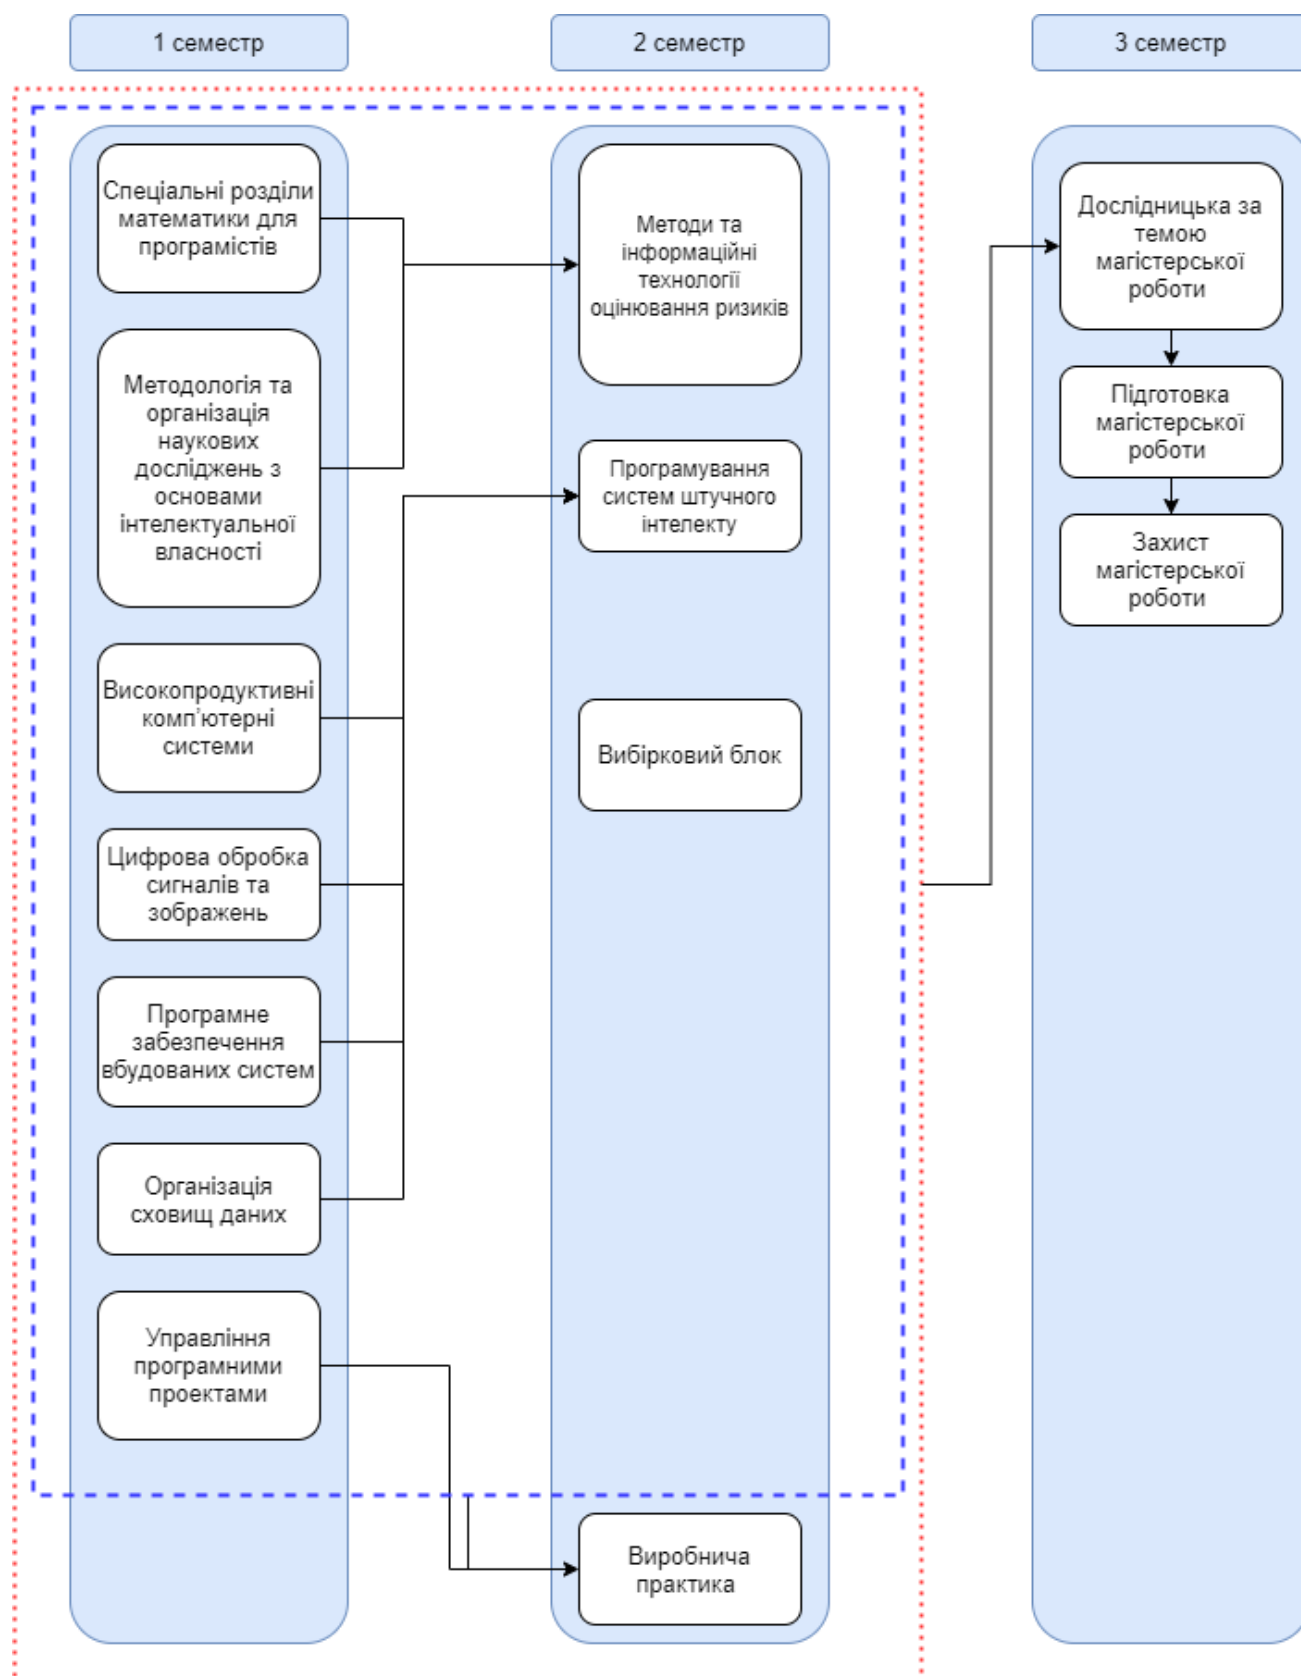 1 семестр
2 семестр
3 семестр
Спеціальні розділи
математики для
програмістів
Методологія та
організація
наукових
досліджень з
основами
інтелектуальної
власності
Високопродуктивні
комп'ютерні
системи
Цифрова обробка
сигналів та
зображень
Програмне
забезпечення
вбудованих систем
Організація
сховищ даних
Управління
програмними
проектами
Методи та
інформаційні
технології
оцінювання ризиків
Програмування
систем штучного
інтелекту
Вибірковий блок
Виробнича
практика
Дослідницька за
темою
магістерської
роботи
Підготовка
магістерської
роботи
Захист
магістерської
роботи